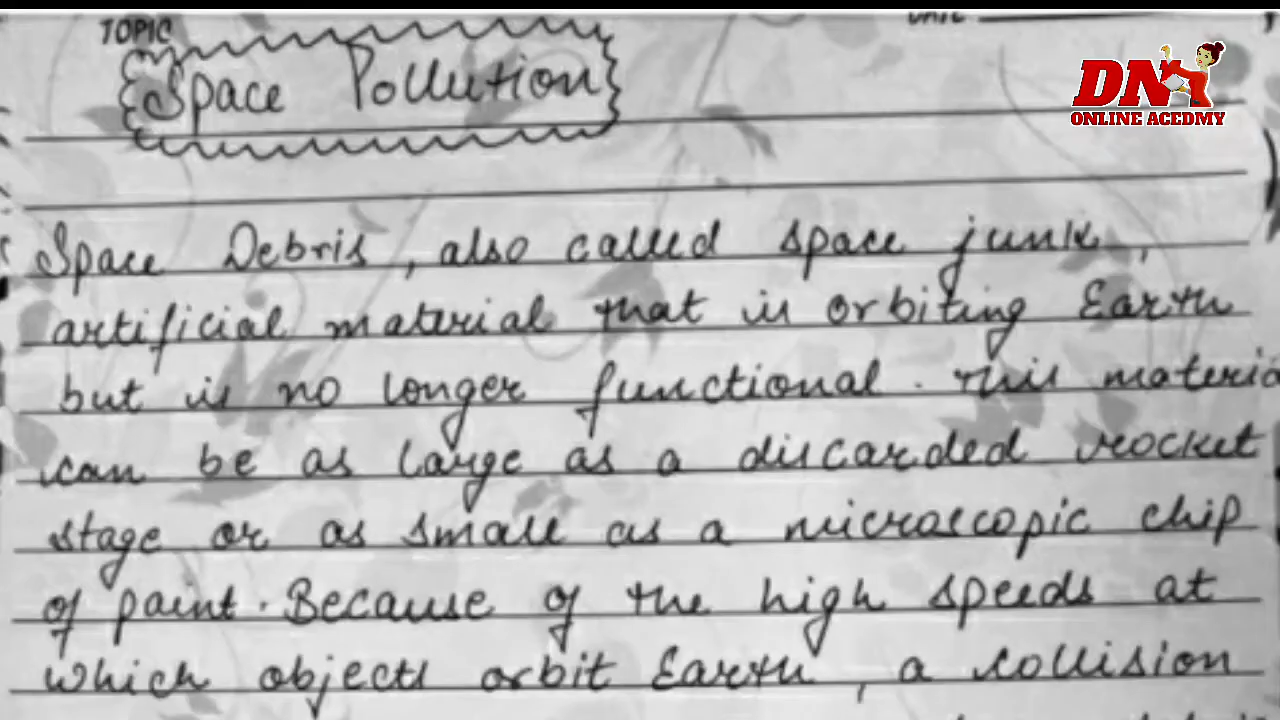 TOPIC
DATE
Space Pollution
DN
ONLINE ACEDMY
Space Debris, also called space junk,
artificial material that is orbiting Earth
but is no longer functional. This materia
can be as large as a discarded rocket
stage or as small as a microscopic chip
of paint. Because of the high speeds at
which objects orbit Earth, a collision